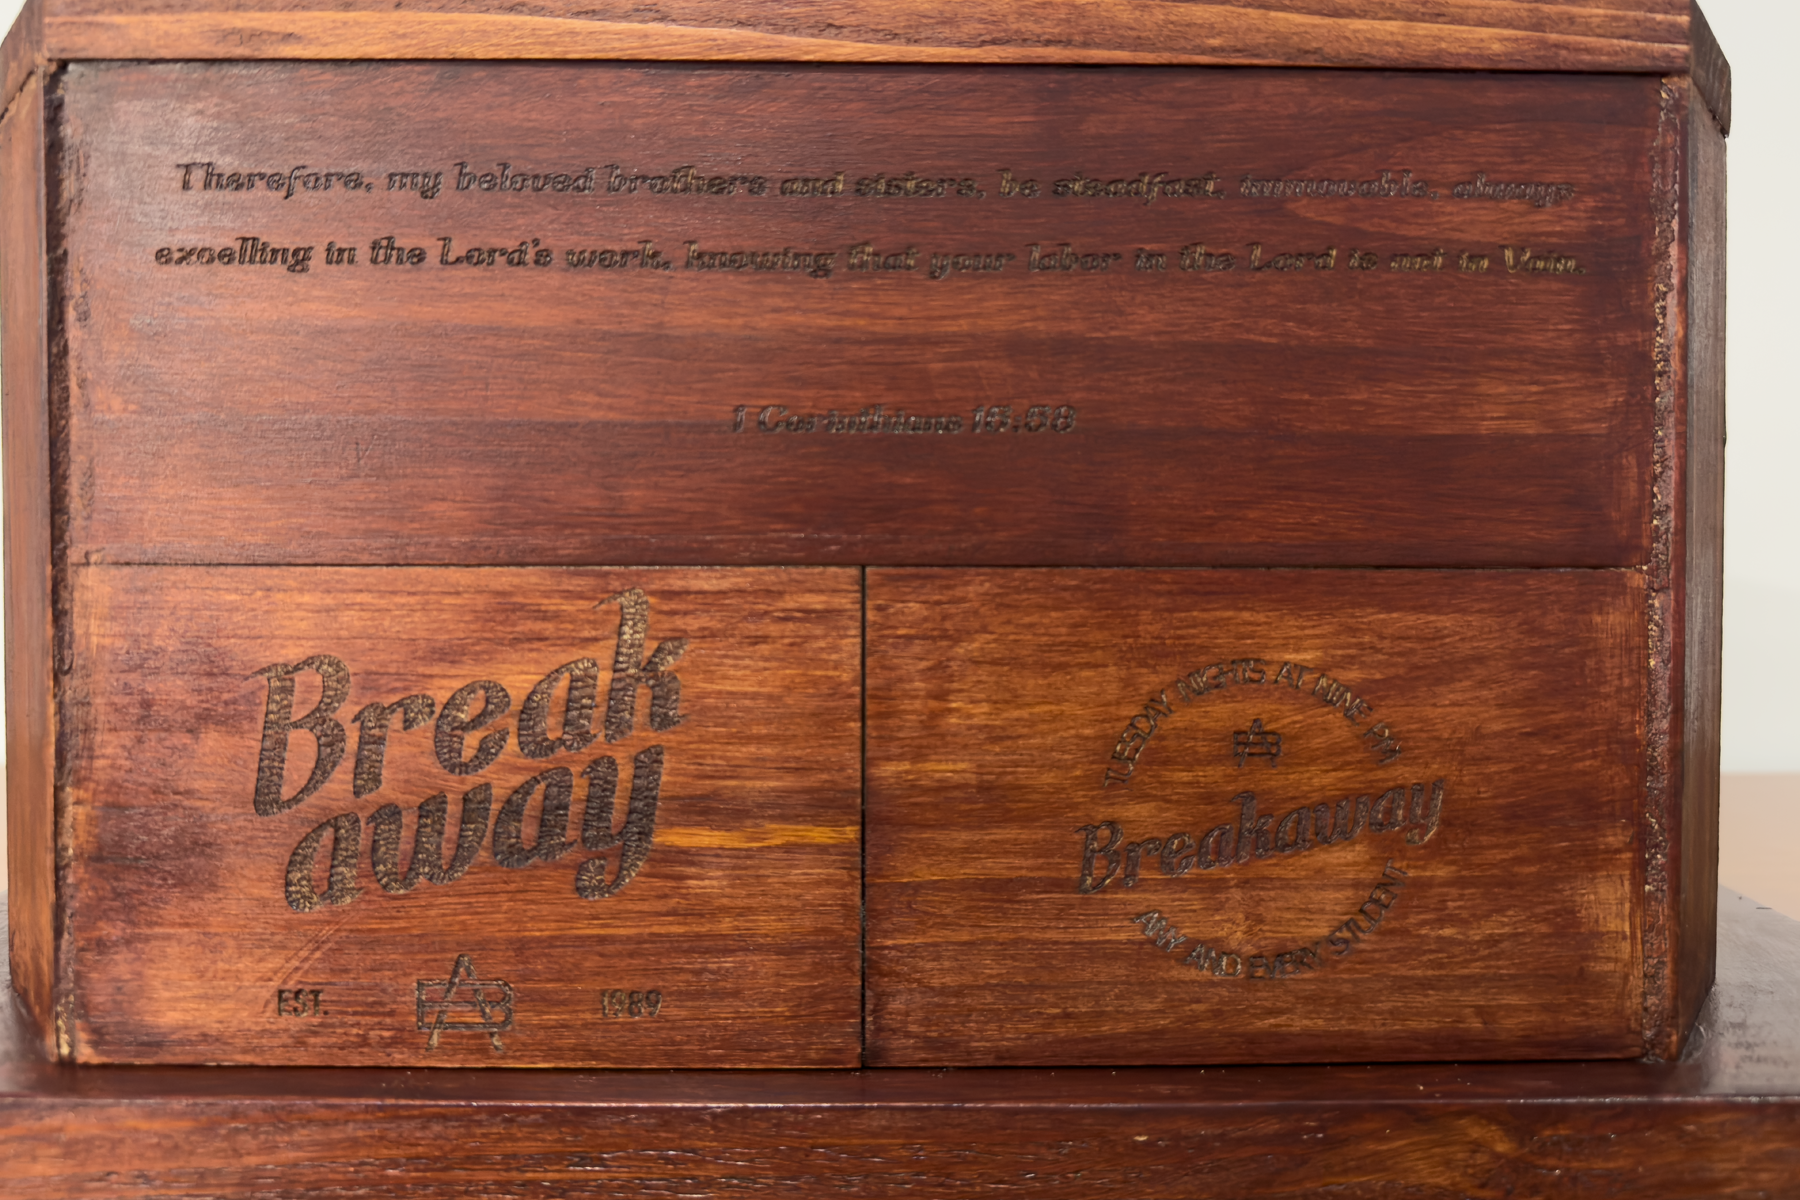 Therefore, my beloved brothers and sisters, be steadfast, immovable, always
excelling in the Lord's work, knowing that your labor in the Lord is not in Vain.
1 Corinthians 15:58
Break
away
EST. BA 1989
TUESDAY NIGHTS AT NINE PM
BA
Breakaway
ANY AND EVERY STUDENT